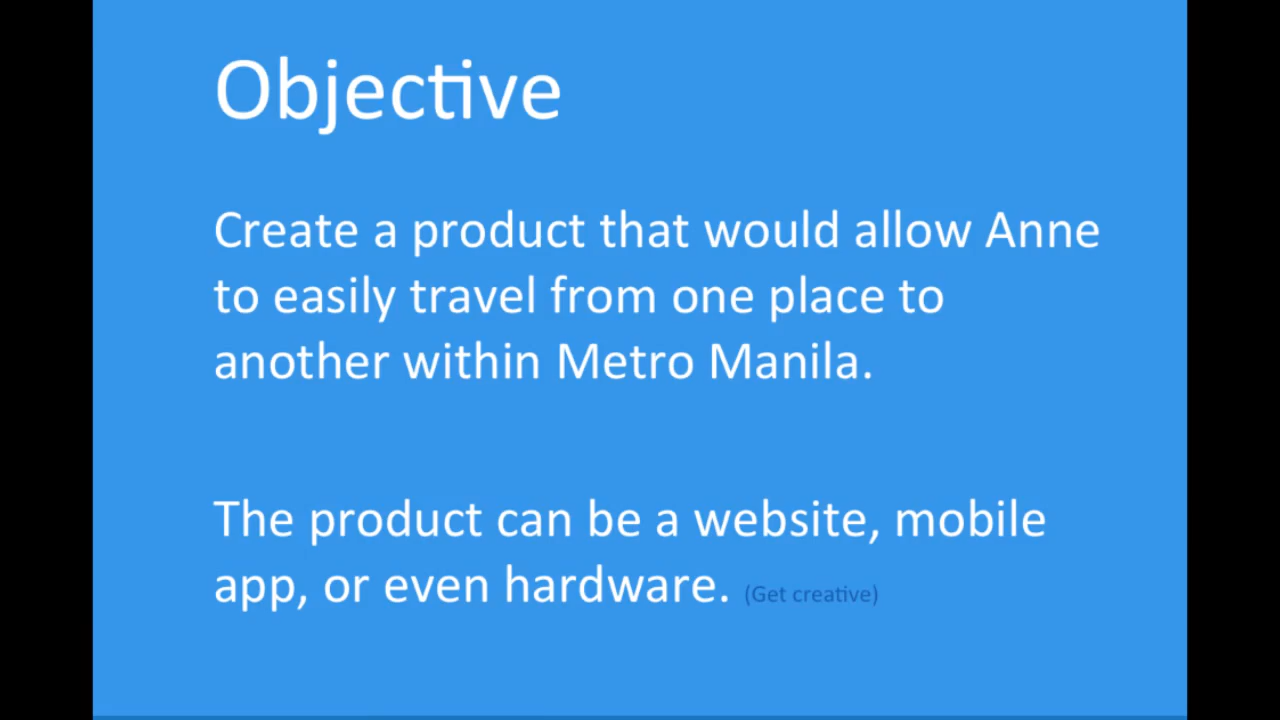 Objective
Create a product that would allow Anne
to easily travel from one place to
another within Metro Manila.
The product can be a website, mobile
app, or even hardware. (Get creative)